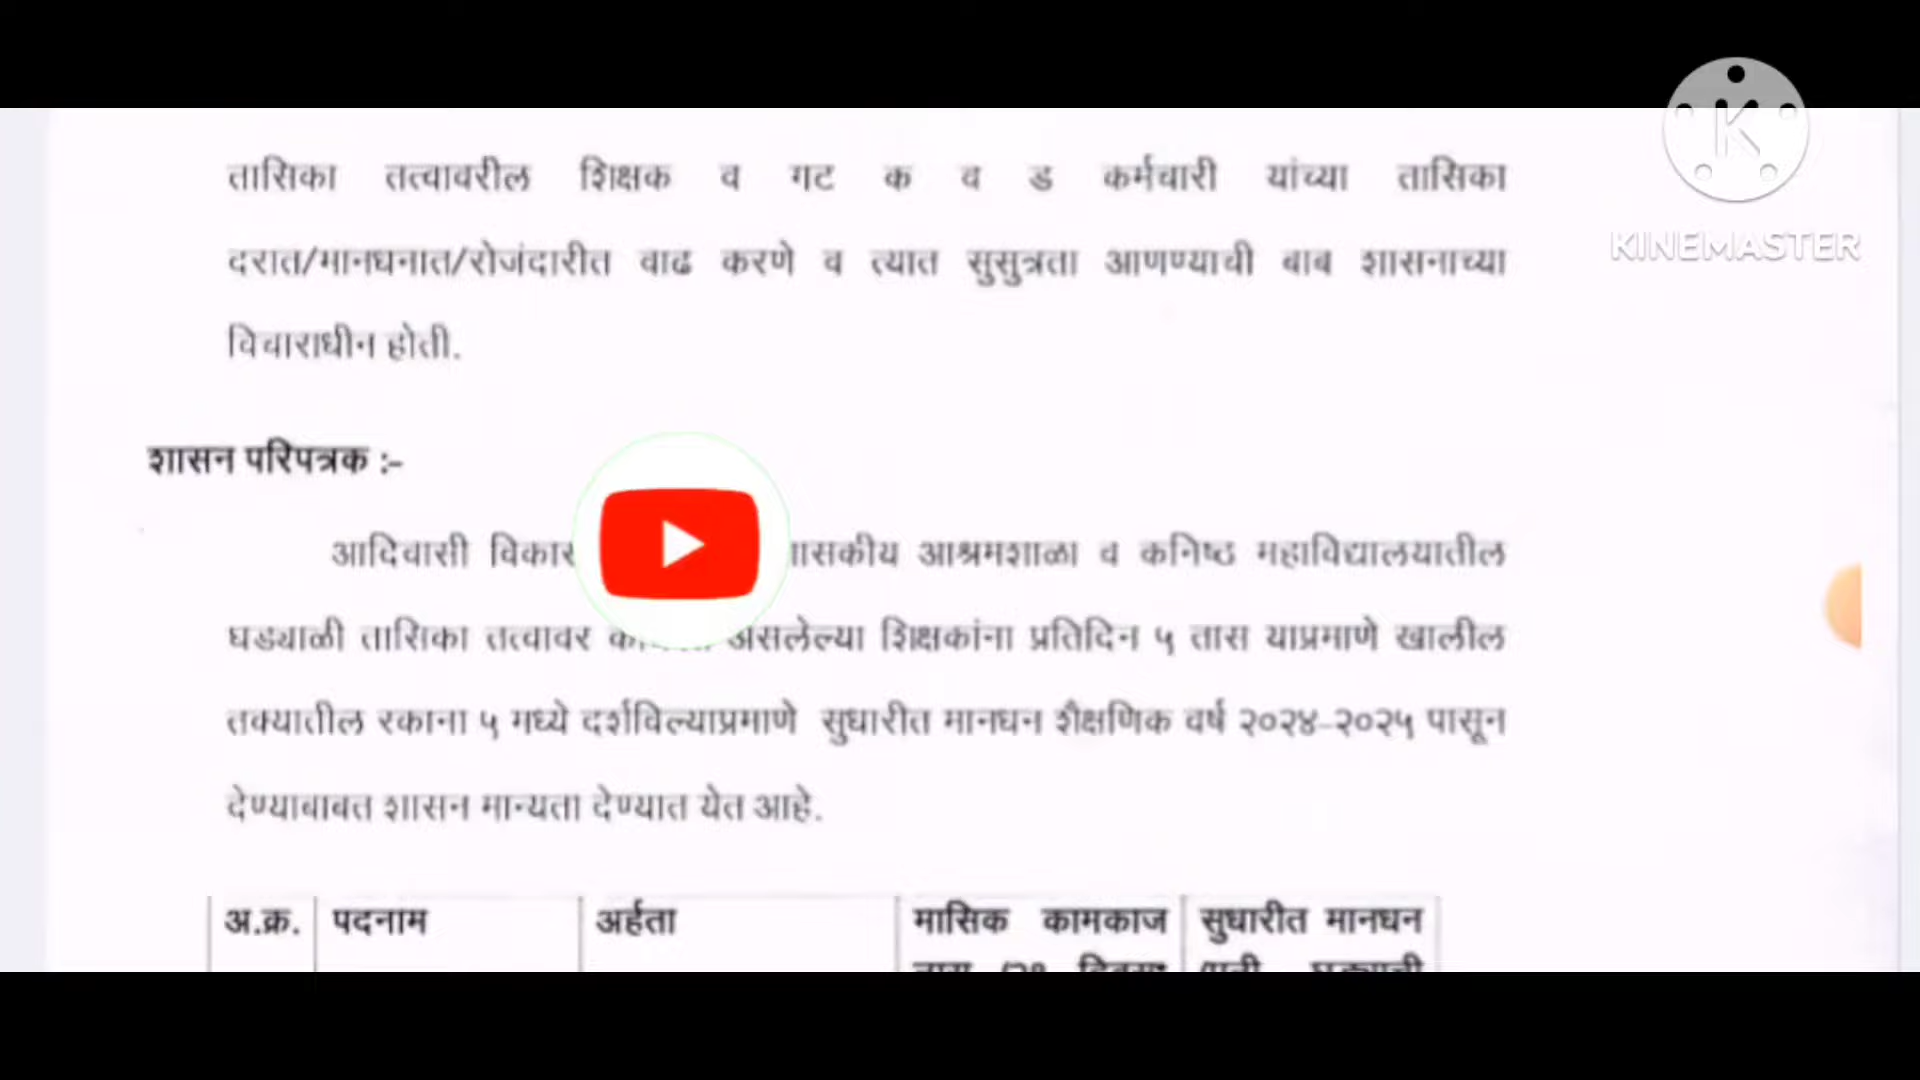 तासिका तत्वावरील शिक्षक व गट क व ड कर्मचारी यांच्या तासिका
दरात/मानधनात/रोजंदारीत वाढ करणे व त्यात सुसुत्रता आणण्याची बाब शासनाच्या
विचाराधीन होती.
KINEMASTER
शासन परिपत्रक :-
आदिवासी विकास आश्रमशाळा व कनिष्ठ महाविद्यालयातील
घड्याळी तासिका तत्वावर असलेल्या शिक्षकांना प्रतिदिन ५ तास याप्रमाणे खालील
तक्यातील रकाना ५ मध्ये दर्शविल्याप्रमाणे सुधारीत मानधन शैक्षणिक वर्ष २०२४-२०२५ पासून
देण्याबाबत शासन मान्यता देण्यात येत आहे.
अ.क्र. पदनाम अर्हता मासिक कामकाज सुधारीत मानधन